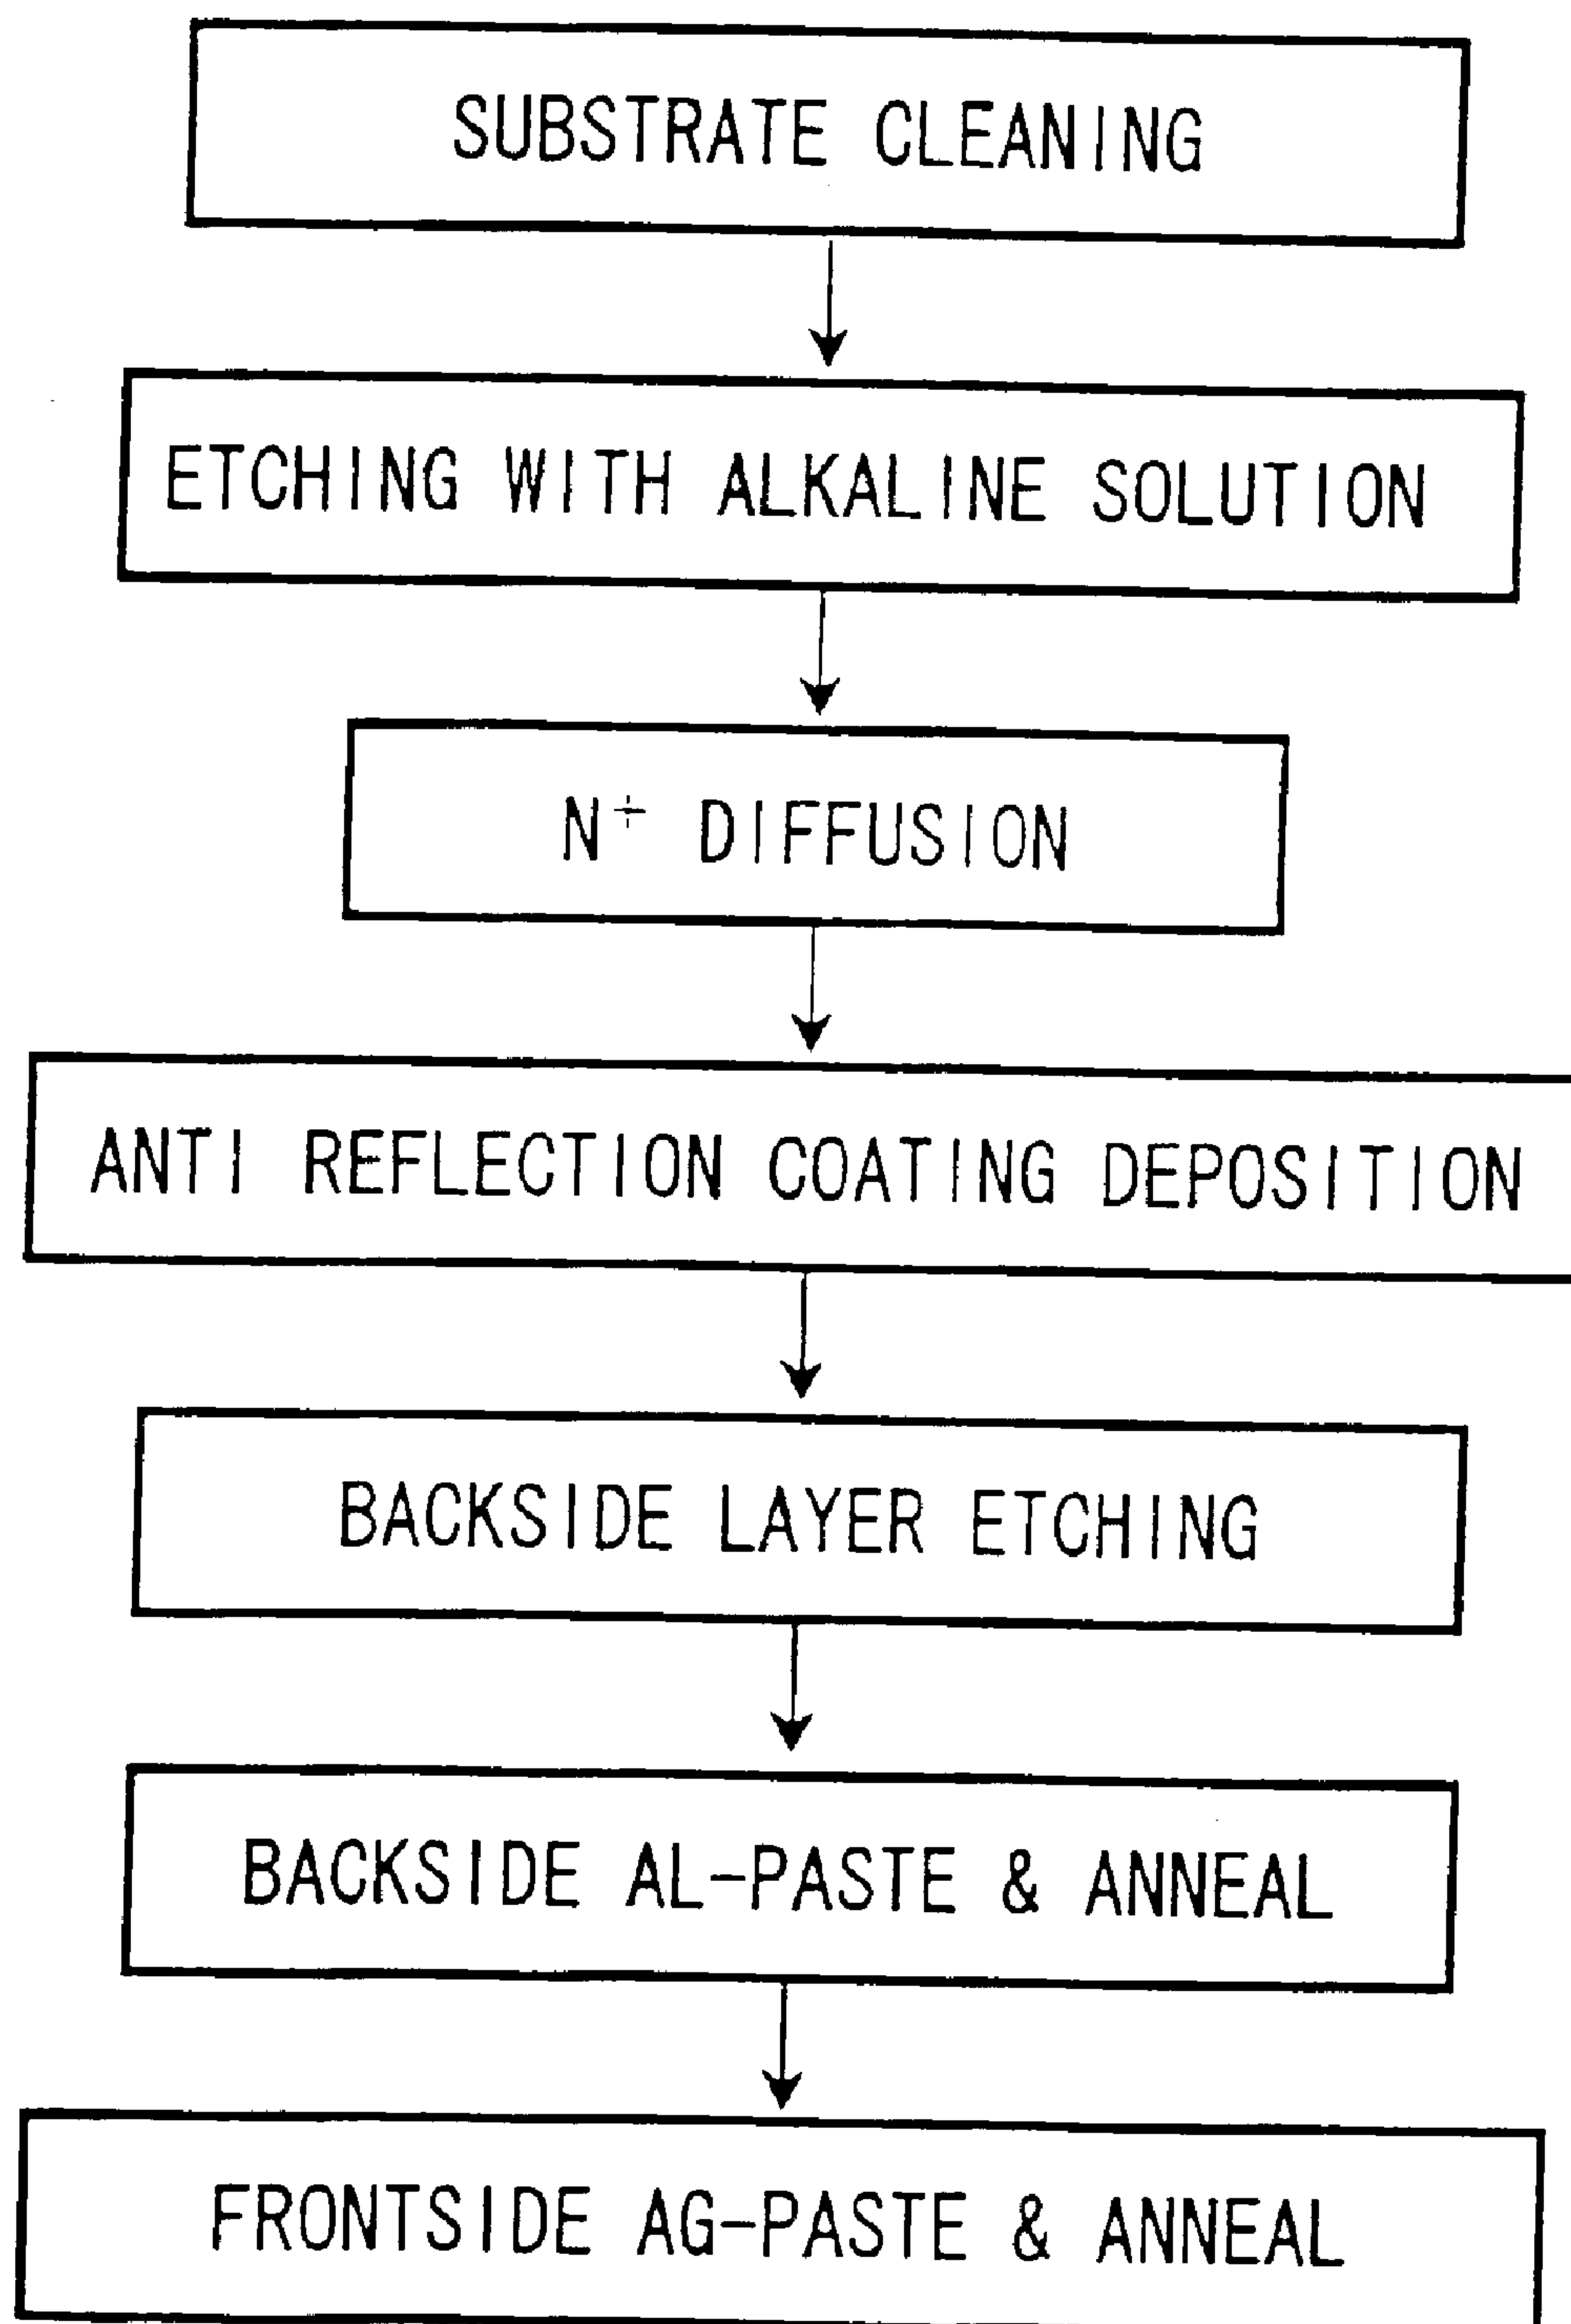 SUBSTRATE CLEANING
ETCHING WITH ALKALINE SOLUTION
N⁺ DIFFUSION
ANTI REFLECTION COATING DEPOSITION
BACKSIDE LAYER ETCHING
BACKSIDE AL-PASTE & ANNEAL
FRONTSIDE AG-PASTE & ANNEAL